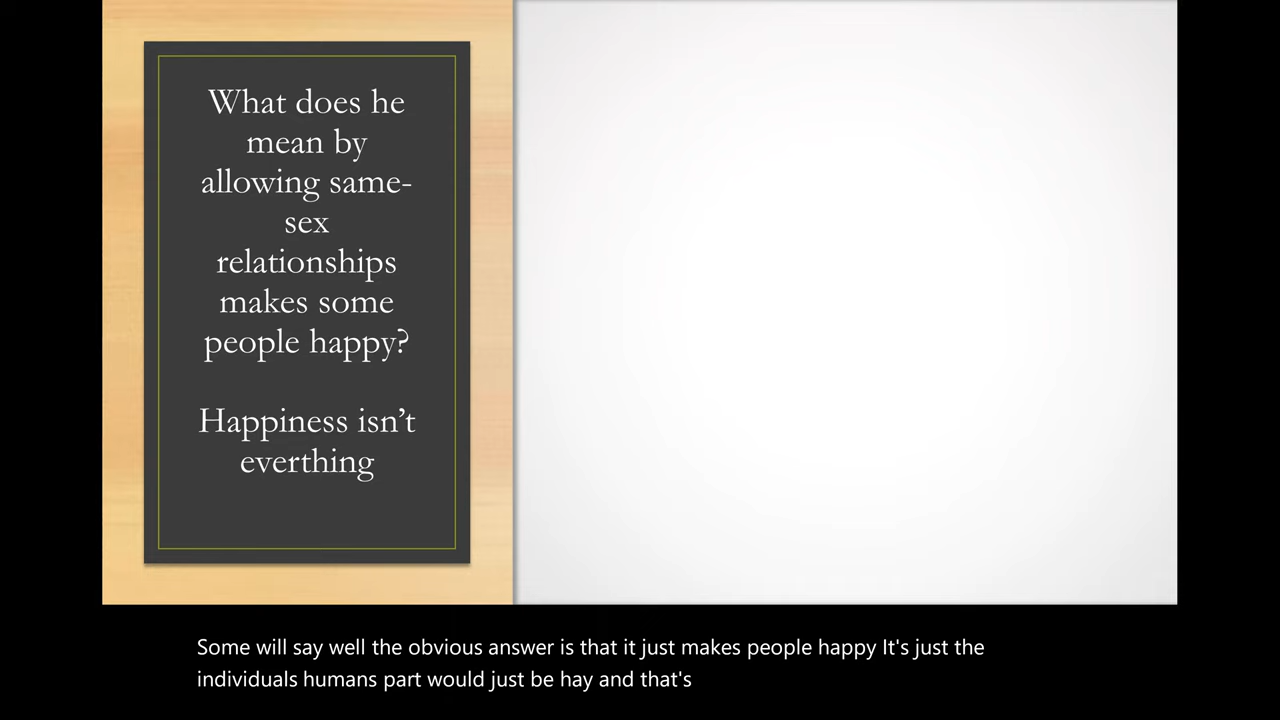 What does he
mean by
allowing same-
sex
relationships
makes some
people happy?
Happiness isn’t
everthing
Some will say well the obvious answer is that it just makes people happy It's just the
individuals humans part would just be hay and that's